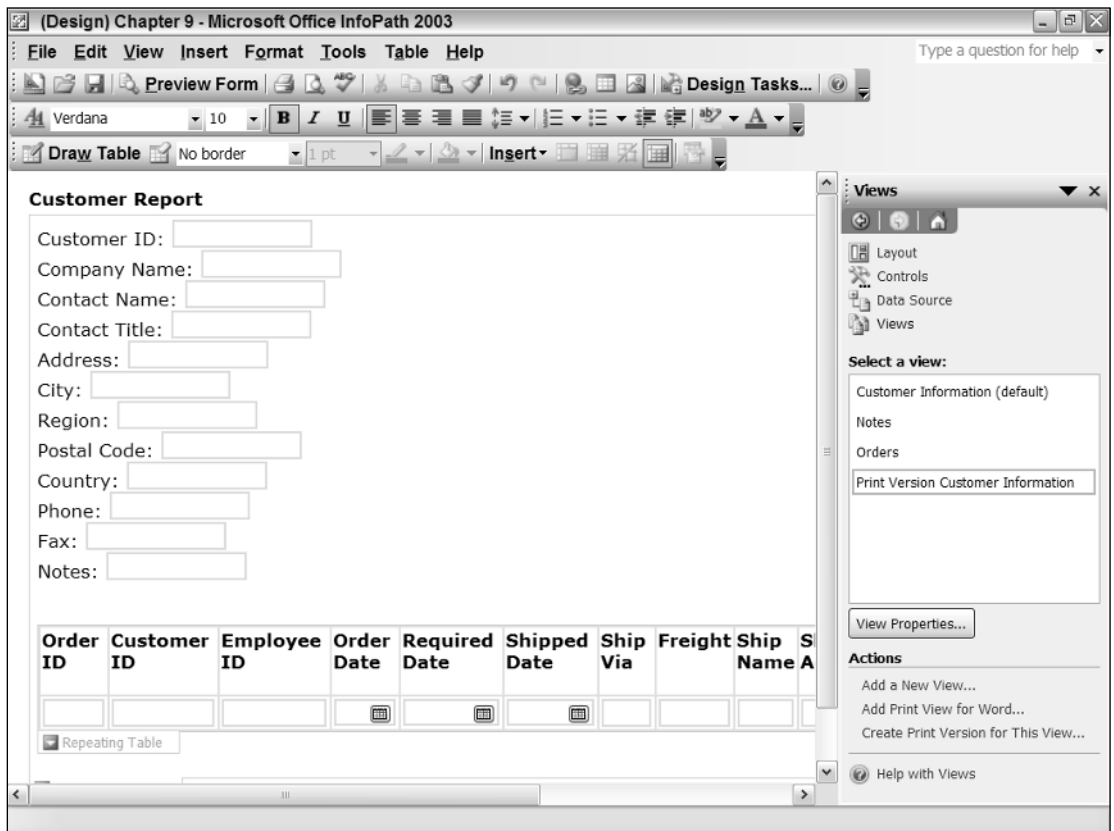 (Design) Chapter 9 - Microsoft Office InfoPath 2003
File Edit View Insert Format Tools Table Help
Type a question for help
Preview Form
Design Tasks...
Verdana 10 B I U
Draw Table No border 1 pt Insert
Customer Report
Customer ID:
Company Name:
Contact Name:
Contact Title:
Address:
City:
Region:
Postal Code:
Country:
Phone:
Fax:
Notes:
Order ID
Customer ID
Employee ID
Order Date
Required Date
Shipped Date
Ship Via
Freight
Ship Name
Repeating Table
Views
Layout
Controls
Data Source
Views
Select a view:
Customer Information (default)
Notes
Orders
Print Version Customer Information
View Properties...
Actions
Add a New View...
Add Print View for Word...
Create Print Version for This View...
Help with Views